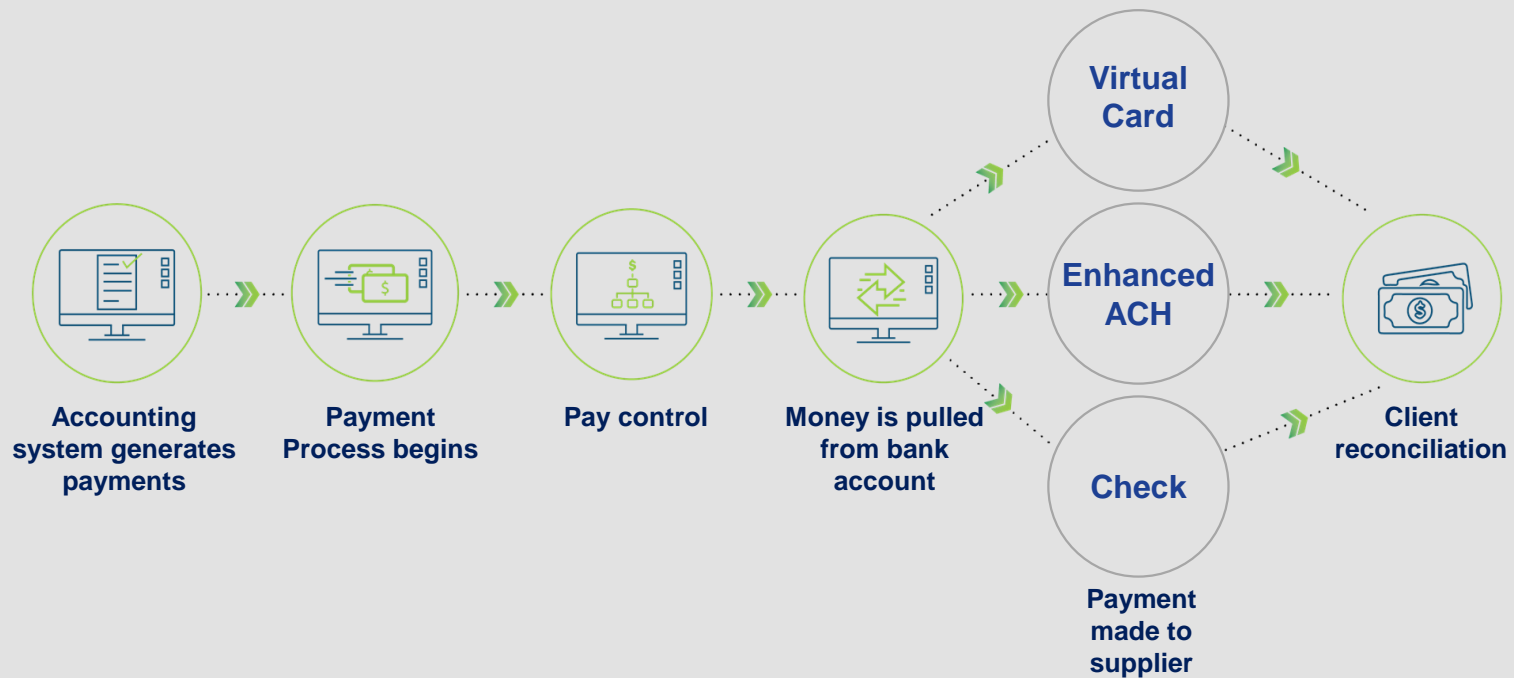 Virtual
Card
Enhanced
ACH
Check
Accounting
system generates
payments
Payment
Process begins
Pay control
Money is pulled
from bank
account
Client
reconciliation
Payment
made to
supplier
$
$
$